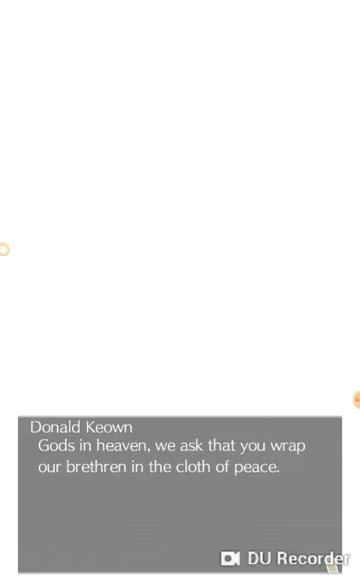 Donald Keown
Gods in heaven, we ask that you wrap
our brethren in the cloth of peace.
DU Recorder